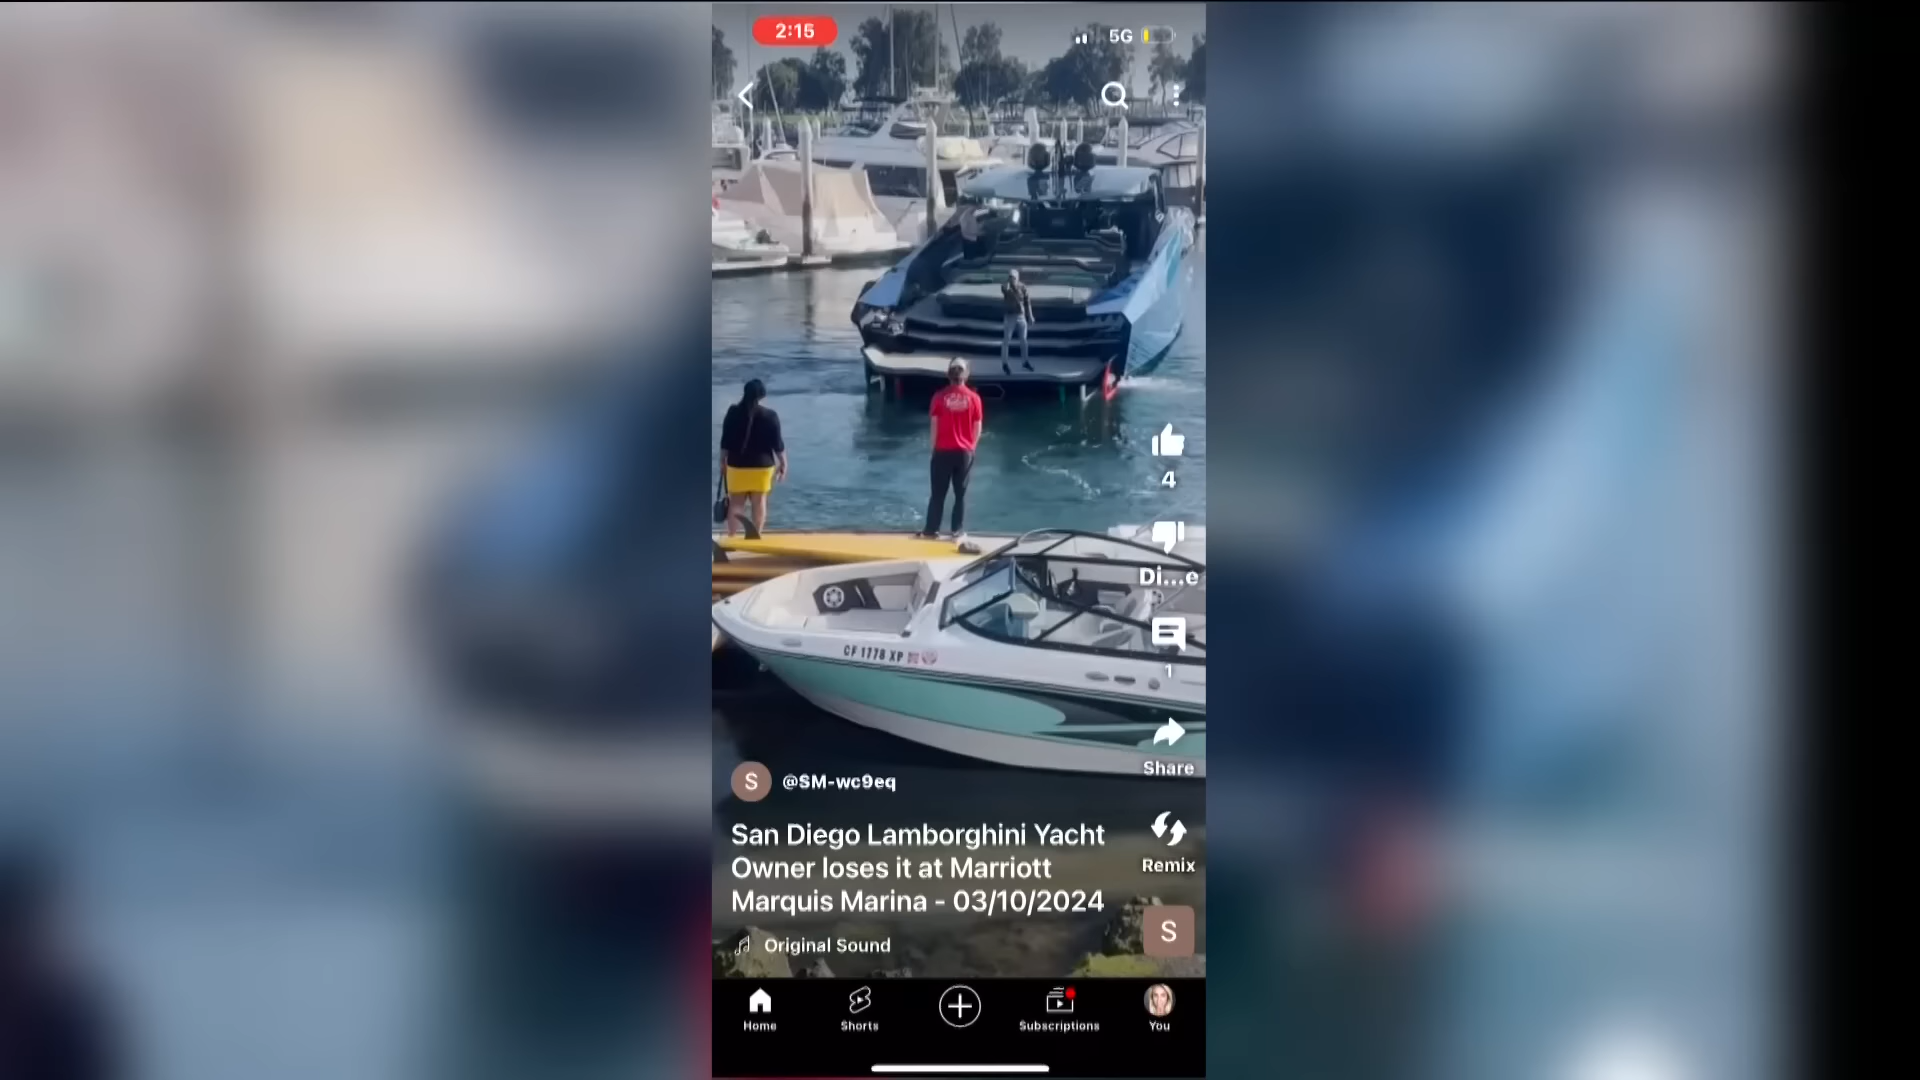 2:15
5G
4
Di...e
CF 1778 XP
1
Share
S @SM-wc9eq
San Diego Lamborghini Yacht
Owner loses it at Marriott
Marquis Marina - 03/10/2024
Remix
S
Original Sound
Home
Shorts
Subscriptions
You